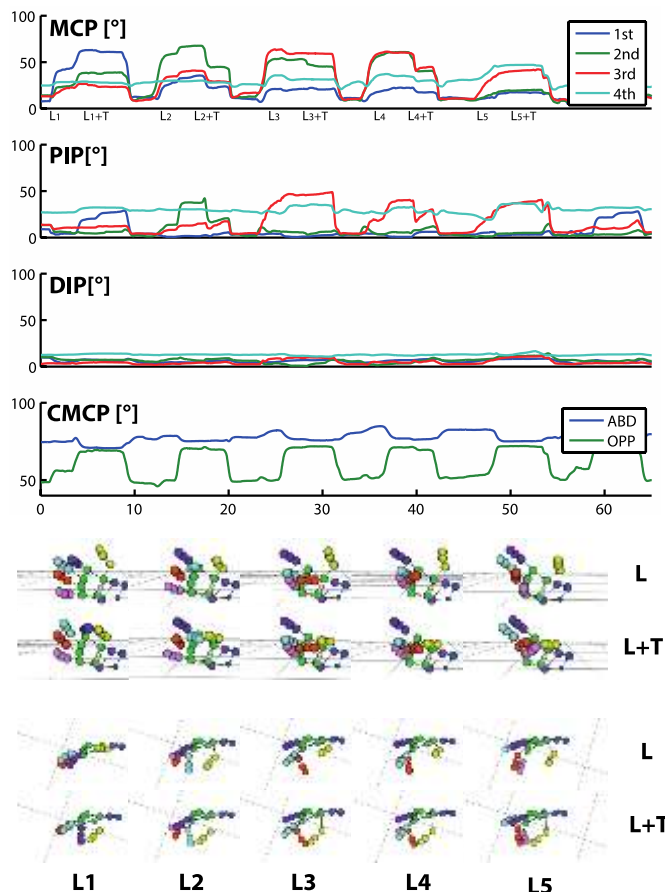 MCP [°]
100
50
0
1st
2nd
3rd
4th
L1 L1+T L2 L2+T L3 L3+T L4 L4+T L5 L5+T
PIP[°]
100
50
0
DIP[°]
100
0
CMCP [°]
100
50
ABD
OPP
0 10 20 30 40 50 60
L
L+T
L
L+T
L1 L2 L3 L4 L5